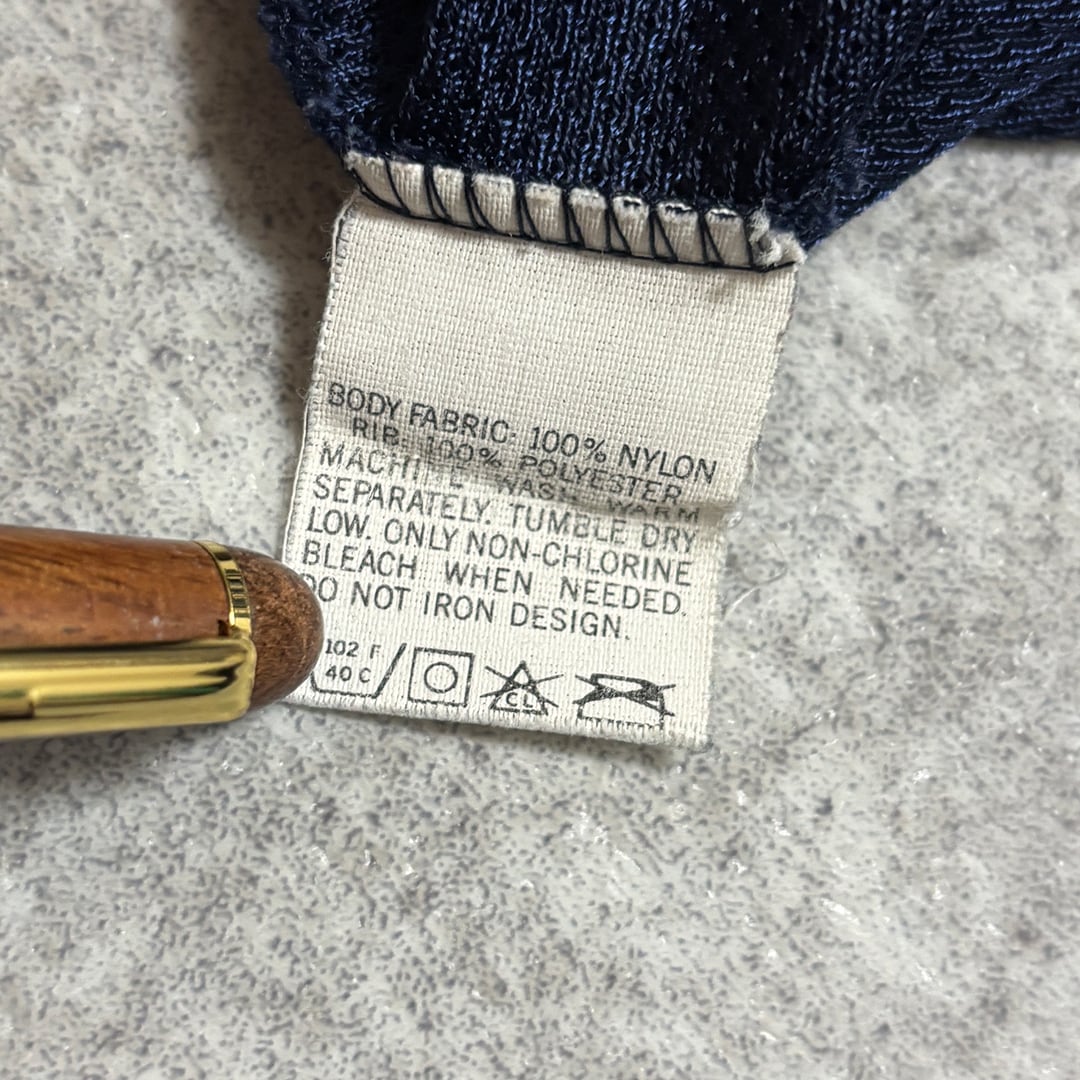 BODY FABRIC: 100% NYLON
RIB: 100% POLYESTER
MACHINE WASH WARM
SEPARATELY. TUMBLE DRY
LOW. ONLY NON-CHLORINE
BLEACH WHEN NEEDED.
DO NOT IRON DESIGN.
102 F
40 C
CL